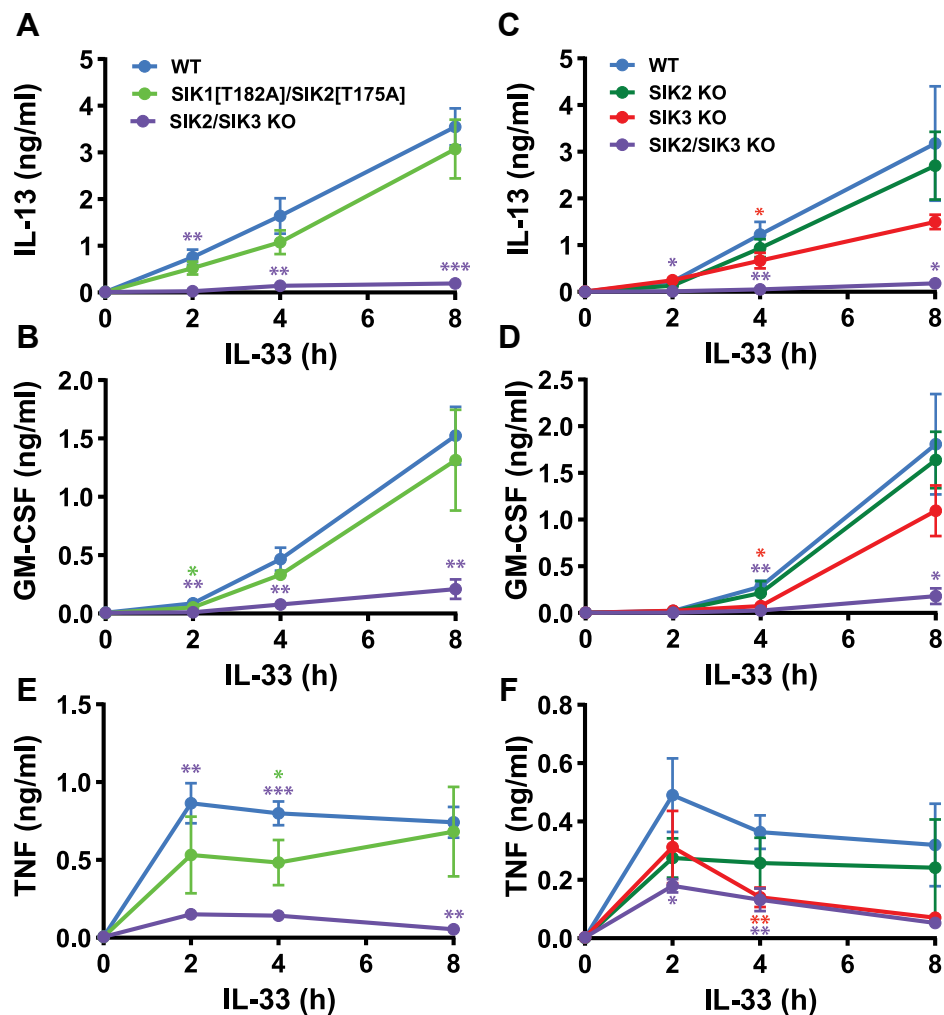 A
IL-13 (ng/ml)
5
4
3
2
1
0
WT
SIK1[T182A]/SIK2[T175A]
SIK2/SIK3 KO
**
**
***
0 2 4 6 8
IL-33 (h)
C
IL-13 (ng/ml)
5
4
3
2
1
0
WT
SIK2 KO
SIK3 KO
SIK2/SIK3 KO
*
*
**
*
0 2 4 6 8
IL-33 (h)
B
GM-CSF (ng/ml)
2.0
1.5
1.0
0.5
0.0
*
**
**
**
0 2 4 6 8
IL-33 (h)
D
GM-CSF (ng/ml)
2.5
2.0
1.5
1.0
0.5
0.0
*
**
*
0 2 4 6 8
IL-33 (h)
E
TNF (ng/ml)
1.5
1.0
0.5
0.0
**
*
***
**
0 2 4 6 8
IL-33 (h)
F
TNF (ng/ml)
0.8
0.6
0.4
0.2
0.0
*
**
**
0 2 4 6 8
IL-33 (h)